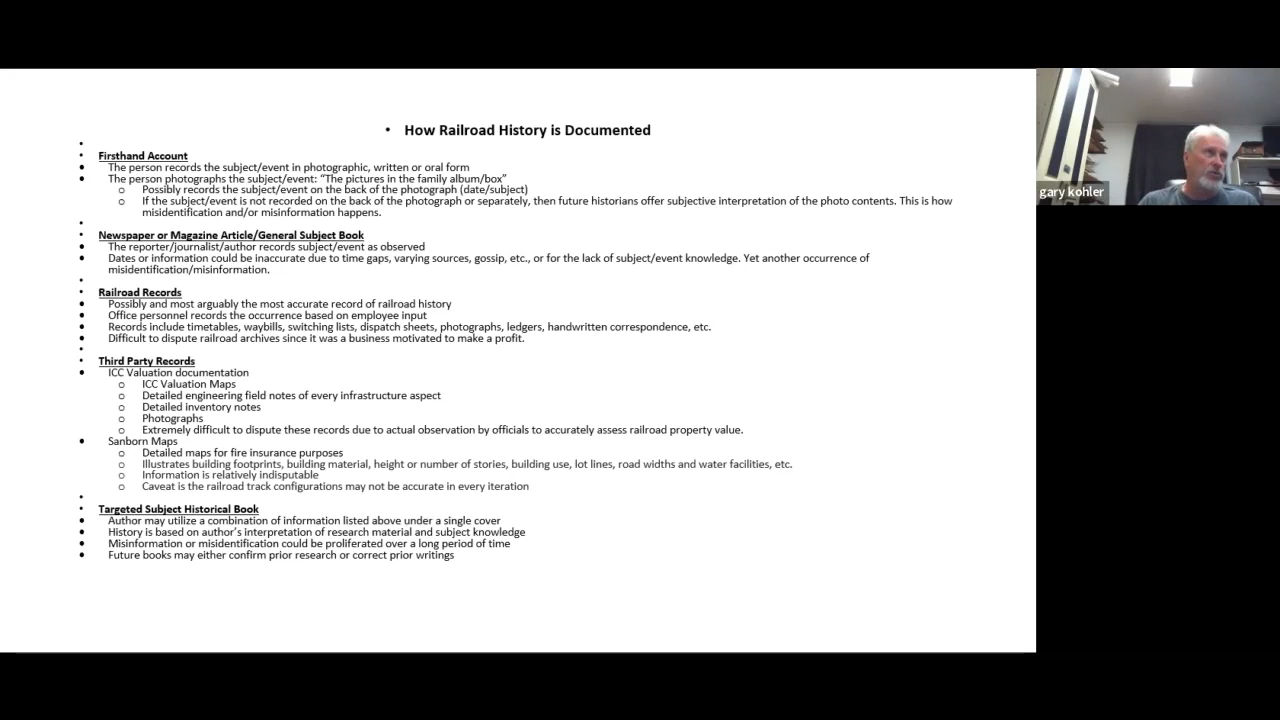 • How Railroad History is Documented
•
• Firsthand Account
• The person records the subject/event in photographic, written or oral form
• The person photographs the subject/event: “The pictures in the family album/box”
o Possibly records the subject/event on the back of the photograph (date/subject)
o If the subject/event is not recorded on the back of the photograph or separately, then future historians offer subjective interpretation of the photo contents. This is how
misidentification and/or misinformation happens.
•
• Newspaper or Magazine Article/General Subject Book
• The reporter/journalist/author records subject/event as observed
• Dates or information could be inaccurate due to time gaps, varying sources, gossip, etc., or for the lack of subject/event knowledge. Yet another occurrence of
misidentification/misinformation.
•
• Railroad Records
• Possibly and most arguably the most accurate record of railroad history
• Office personnel records the occurrence based on employee input
• Records include timetables, waybills, switching lists, dispatch sheets, photographs, ledgers, handwritten correspondence, etc.
• Difficult to dispute railroad archives since it was a business motivated to make a profit.
•
• Third Party Records
• ICC Valuation documentation
o ICC Valuation Maps
o Detailed engineering field notes of every infrastructure aspect
o Detailed inventory notes
o Photographs
o Extremely difficult to dispute these records due to actual observation by officials to accurately assess railroad property value.
• Sanborn Maps
o Detailed maps for fire insurance purposes
o Illustrates building footprints, building material, height or number of stories, building use, lot lines, road widths and water facilities, etc.
o Information is relatively indisputable
o Caveat is the railroad track configurations may not be accurate in every iteration
•
• Targeted Subject Historical Book
• Author may utilize a combination of information listed above under a single cover
• History is based on author’s interpretation of research material and subject knowledge
• Misinformation or misidentification could be proliferated over a long period of time
• Future books may either confirm prior research or correct prior writings
gary kohler